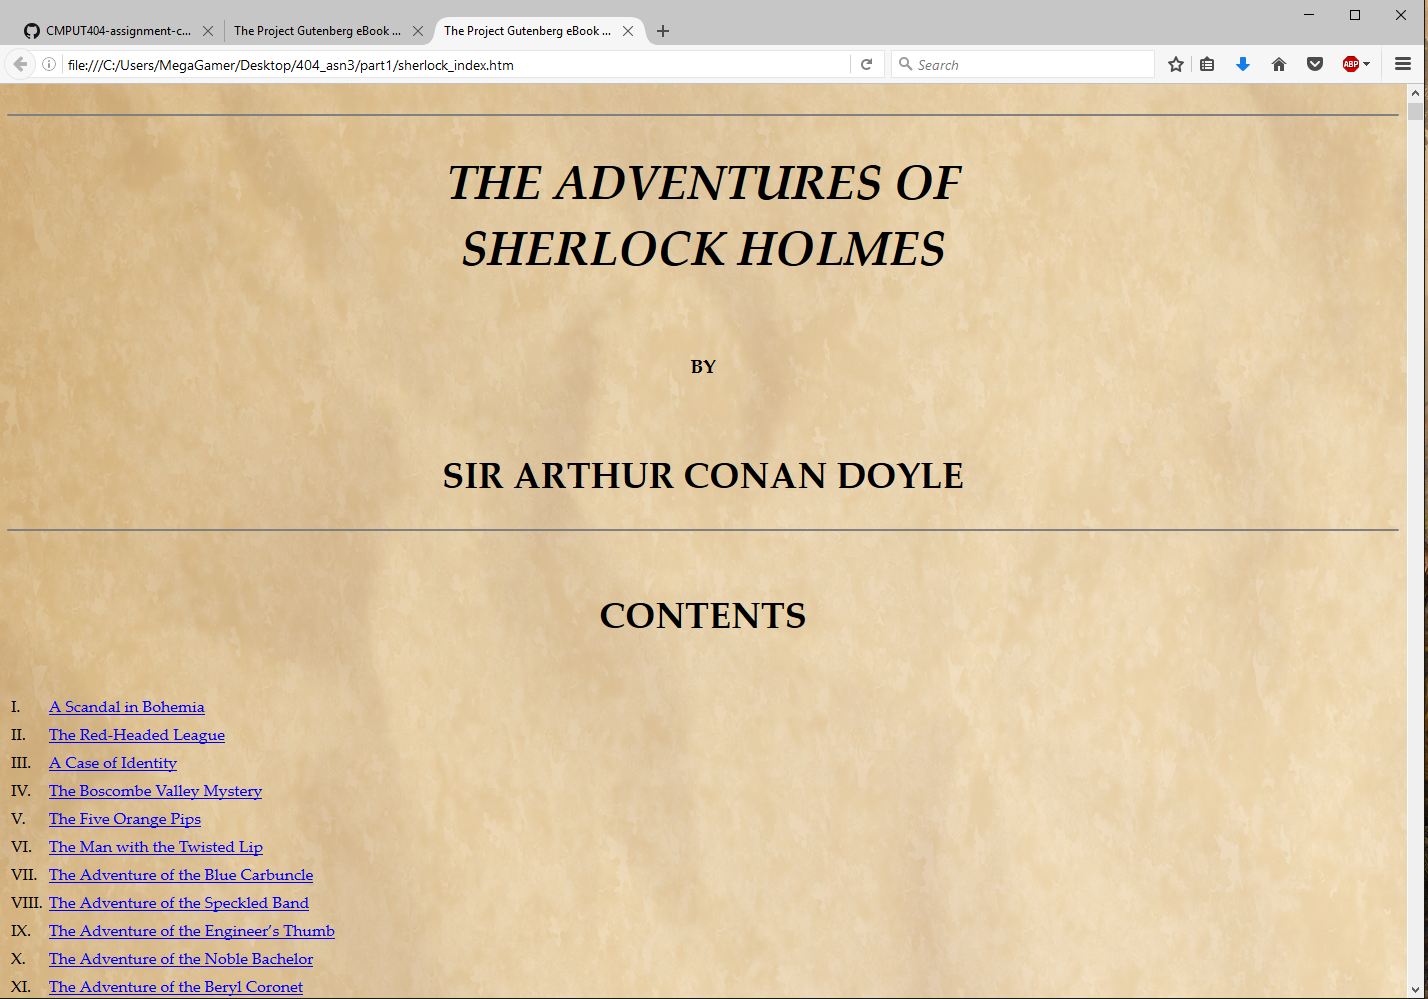 CMPUT404-assignment-c...
The Project Gutenberg eBook ...
The Project Gutenberg eBook ...
file:///C:/Users/MegaGamer/Desktop/404_asn3/part1/sherlock_index.htm
Search
ABP
THE ADVENTURES OF
SHERLOCK HOLMES
BY
SIR ARTHUR CONAN DOYLE
CONTENTS
I. A Scandal in Bohemia
II. The Red-Headed League
III. A Case of Identity
IV. The Boscombe Valley Mystery
V. The Five Orange Pips
VI. The Man with the Twisted Lip
VII. The Adventure of the Blue Carbuncle
VIII. The Adventure of the Speckled Band
IX. The Adventure of the Engineer’s Thumb
X. The Adventure of the Noble Bachelor
XI. The Adventure of the Beryl Coronet